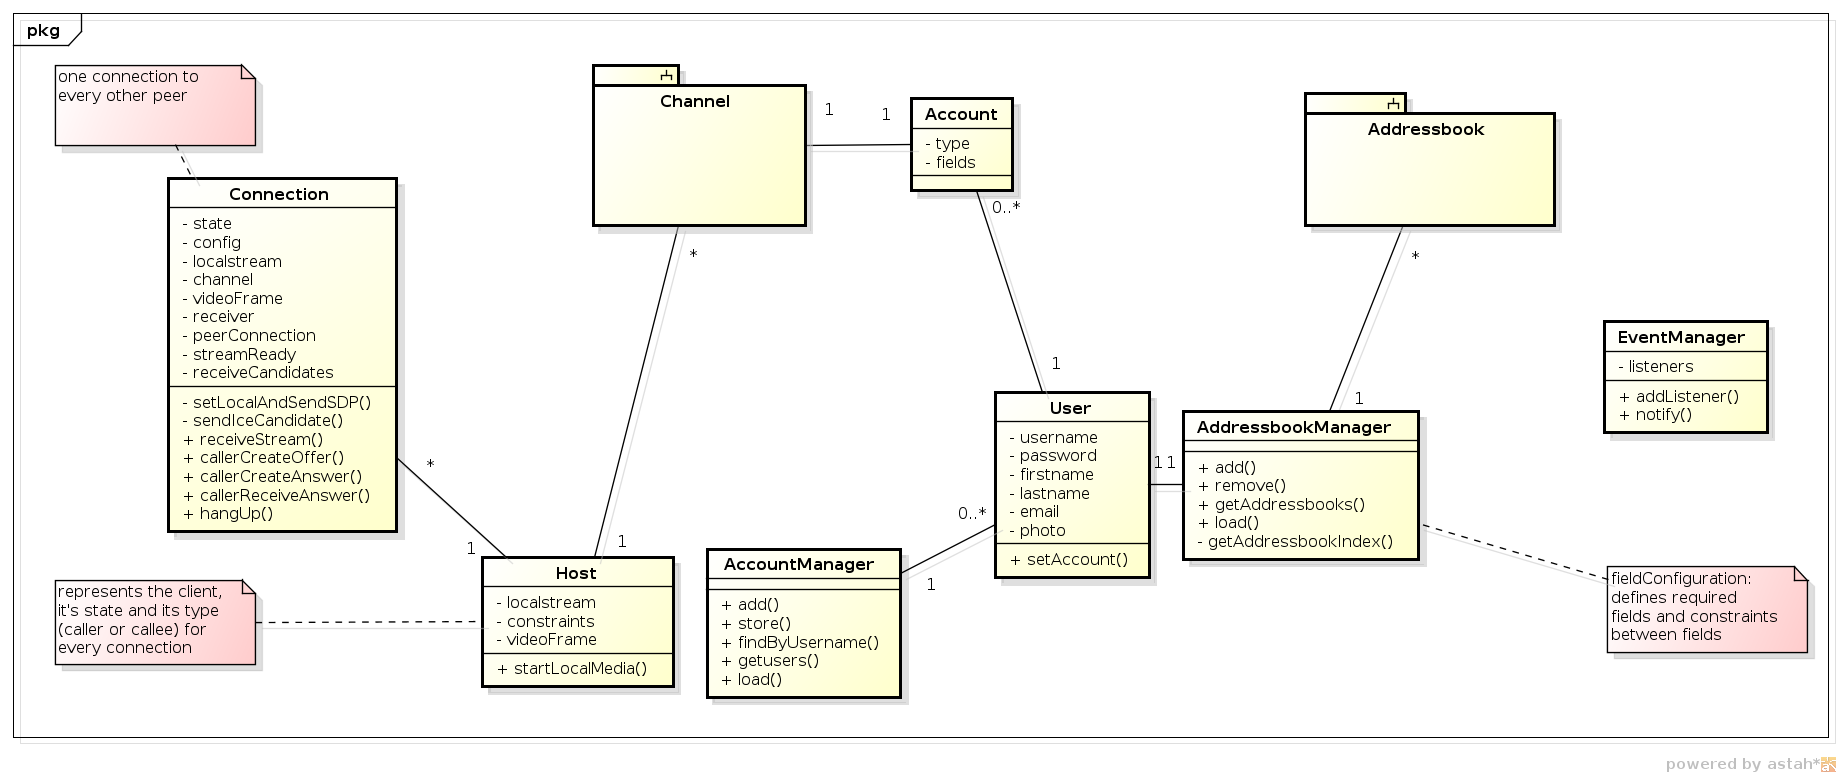 pkg
one connection to
every other peer
Connection
- state
- config
- localstream
- channel
- videoFrame
- receiver
- peerConnection
- streamReady
- receiveCandidates
- setLocalAndSendSDP()
- sendIceCandidate()
+ receiveStream()
+ callerCreateOffer()
+ callerCreateAnswer()
+ callerReceiveAnswer()
+ hangUp()
*
1
represents the client,
it's state and its type
(caller or callee) for
every connection
Host
- localstream
- constraints
- videoFrame
+ startLocalMedia()
1
*
Channel
1
1
Account
- type
- fields
0..*
1
User
- username
- password
- firstname
- lastname
- email
- photo
+ setAccount()
0..*
1
AccountManager
+ add()
+ store()
+ findByUsername()
+ getusers()
+ load()
1 1
Addressbook
*
1
AddressbookManager
+ add()
+ remove()
+ getAddressbooks()
+ load()
- getAddressbookIndex()
EventManager
- listeners
+ addListener()
+ notify()
fieldConfiguration:
defines required
fields and constraints
between fields
powered by astah*